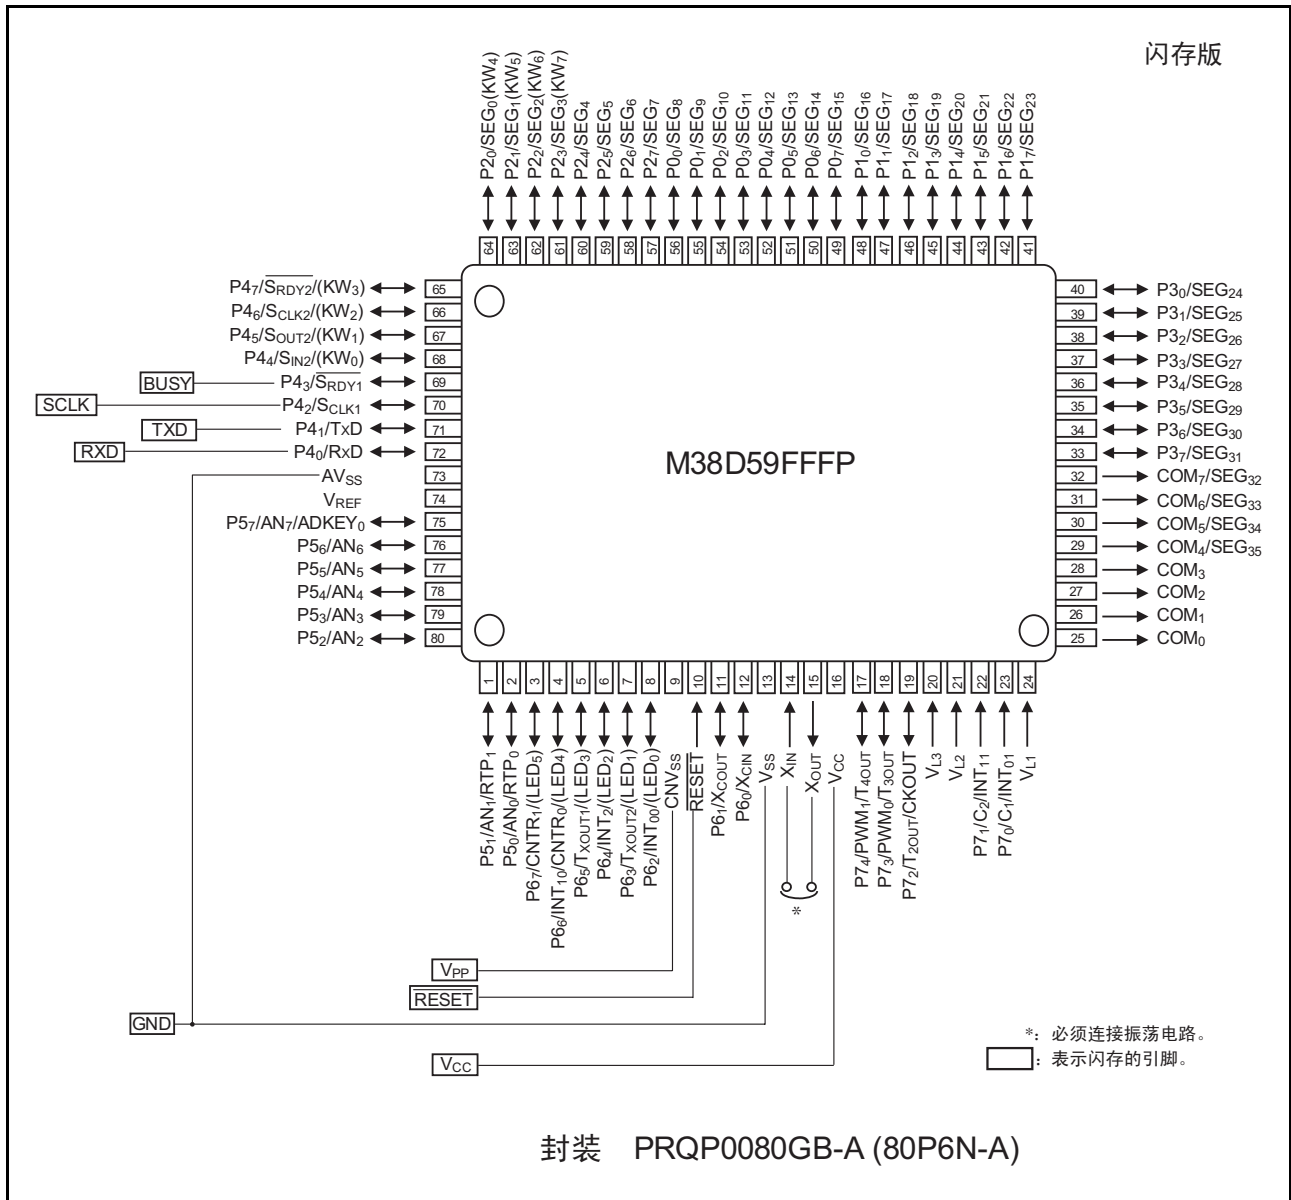 闪存版
P2₀/SEG₀(KW₄)
P2₁/SEG₁(KW₅)
P2₂/SEG₂(KW₆)
P2₃/SEG₃(KW₇)
P2₄/SEG₄
P2₅/SEG₅
P2₆/SEG₆
P2₇/SEG₇
P0₀/SEG₈
P0₁/SEG₉
P0₂/SEG₁₀
P0₃/SEG₁₁
P0₄/SEG₁₂
P0₅/SEG₁₃
P0₆/SEG₁₄
P0₇/SEG₁₅
P1₀/SEG₁₆
P1₁/SEG₁₇
P1₂/SEG₁₈
P1₃/SEG₁₉
P1₄/SEG₂₀
P1₅/SEG₂₁
P1₆/SEG₂₂
P1₇/SEG₂₃
64 63 62 61 60 59 58 57 56 55 54 53 52 51 50 49 48 47 46 45 44 43 42 41
P4₇/S̅R̅D̅Y̅2̅/(KW₃) 65
P4₆/SCLK2/(KW₂) 66
P4₅/SOUT2/(KW₁) 67
P4₄/SIN2/(KW₀) 68
BUSY P4₃/S̅R̅D̅Y̅1̅ 69
SCLK P4₂/SCLK1 70
TXD P4₁/TxD 71
RXD P4₀/RxD 72
AVSS 73
VREF 74
P5₇/AN₇/ADKEY₀ 75
P5₆/AN₆ 76
P5₅/AN₅ 77
P5₄/AN₄ 78
P5₃/AN₃ 79
P5₂/AN₂ 80
M38D59FFFP
40 P3₀/SEG₂₄
39 P3₁/SEG₂₅
38 P3₂/SEG₂₆
37 P3₃/SEG₂₇
36 P3₄/SEG₂₈
35 P3₅/SEG₂₉
34 P3₆/SEG₃₀
33 P3₇/SEG₃₁
32 COM₇/SEG₃₂
31 COM₆/SEG₃₃
30 COM₅/SEG₃₄
29 COM₄/SEG₃₅
28 COM₃
27 COM₂
26 COM₁
25 COM₀
1 2 3 4 5 6 7 8 9 10 11 12 13 14 15 16 17 18 19 20 21 22 23 24
P5₁/AN₁/RTP₁
P5₀/AN₀/RTP₀
P6₇/CNTR₁/(LED₅)
P6₆/INT₁₀/CNTR₀/(LED₄)
P6₅/TXOUT1/(LED₃)
P6₄/INT₂/(LED₂)
P6₃/TXOUT2/(LED₁)
P6₂/INT₀₀/(LED₀)
CNVSS
R̅E̅S̅E̅T̅
P6₁/XCOUT
P6₀/XCIN
VSS
XIN
XOUT
VCC
P7₄/PWM₁/T4OUT
P7₃/PWM₀/T3OUT
P7₂/T2OUT/CKOUT
VL3
VL2
P7₁/C₂/INT₁₁
P7₀/C₁/INT₀₁
VL1
*
VPP
R̅E̅S̅E̅T̅
GND
VCC
*: 必须连接振荡电路。
: 表示闪存的引脚。
封装 PRQP0080GB-A (80P6N-A)